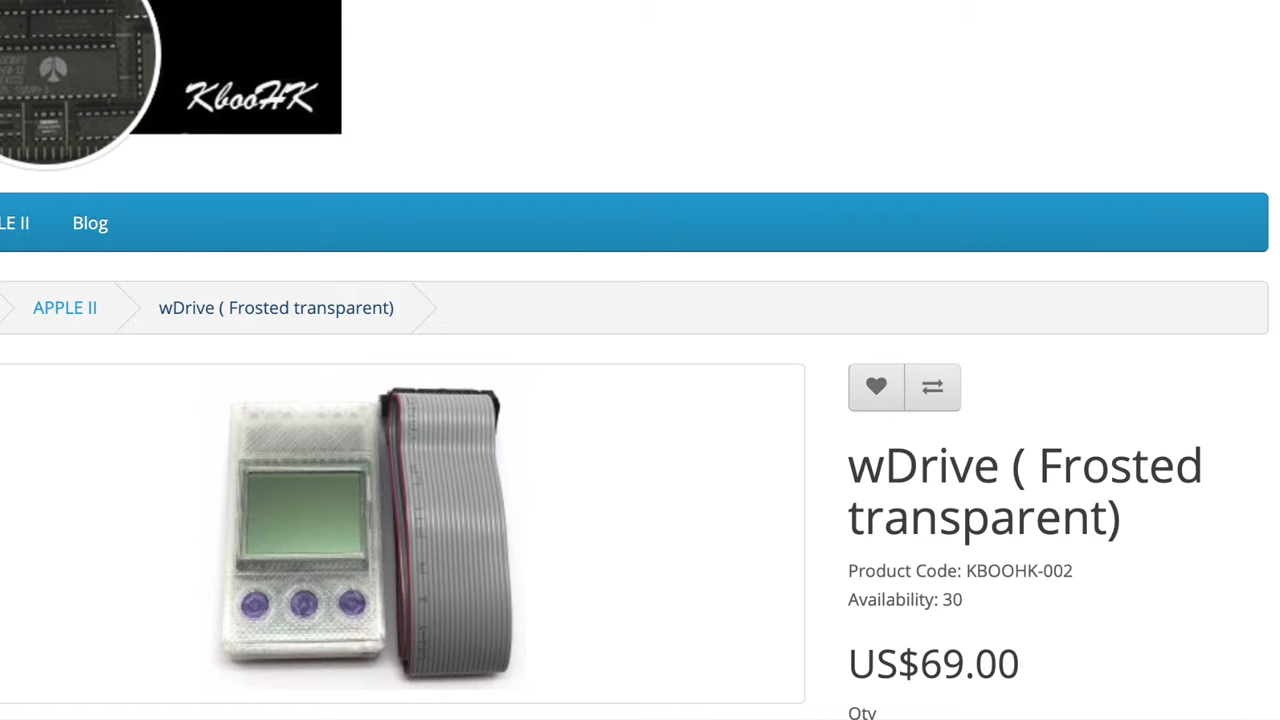 KbooHK
LE II
Blog
APPLE II
wDrive ( Frosted transparent)
wDrive ( Frosted
transparent)
Product Code: KBOOHK-002
Availability: 30
US$69.00
Qty